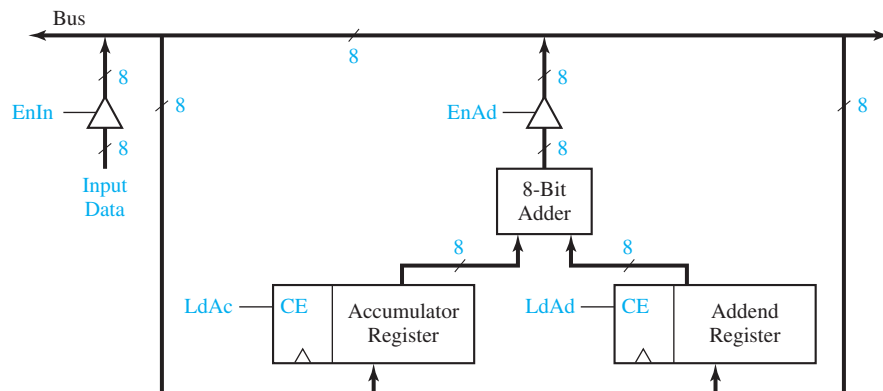 Bus
8
8
8
8
8
EnIn
EnAd
8
8
Input
Data
8-Bit
Adder
8
8
LdAc
CE
Accumulator
Register
LdAd
CE
Addend
Register